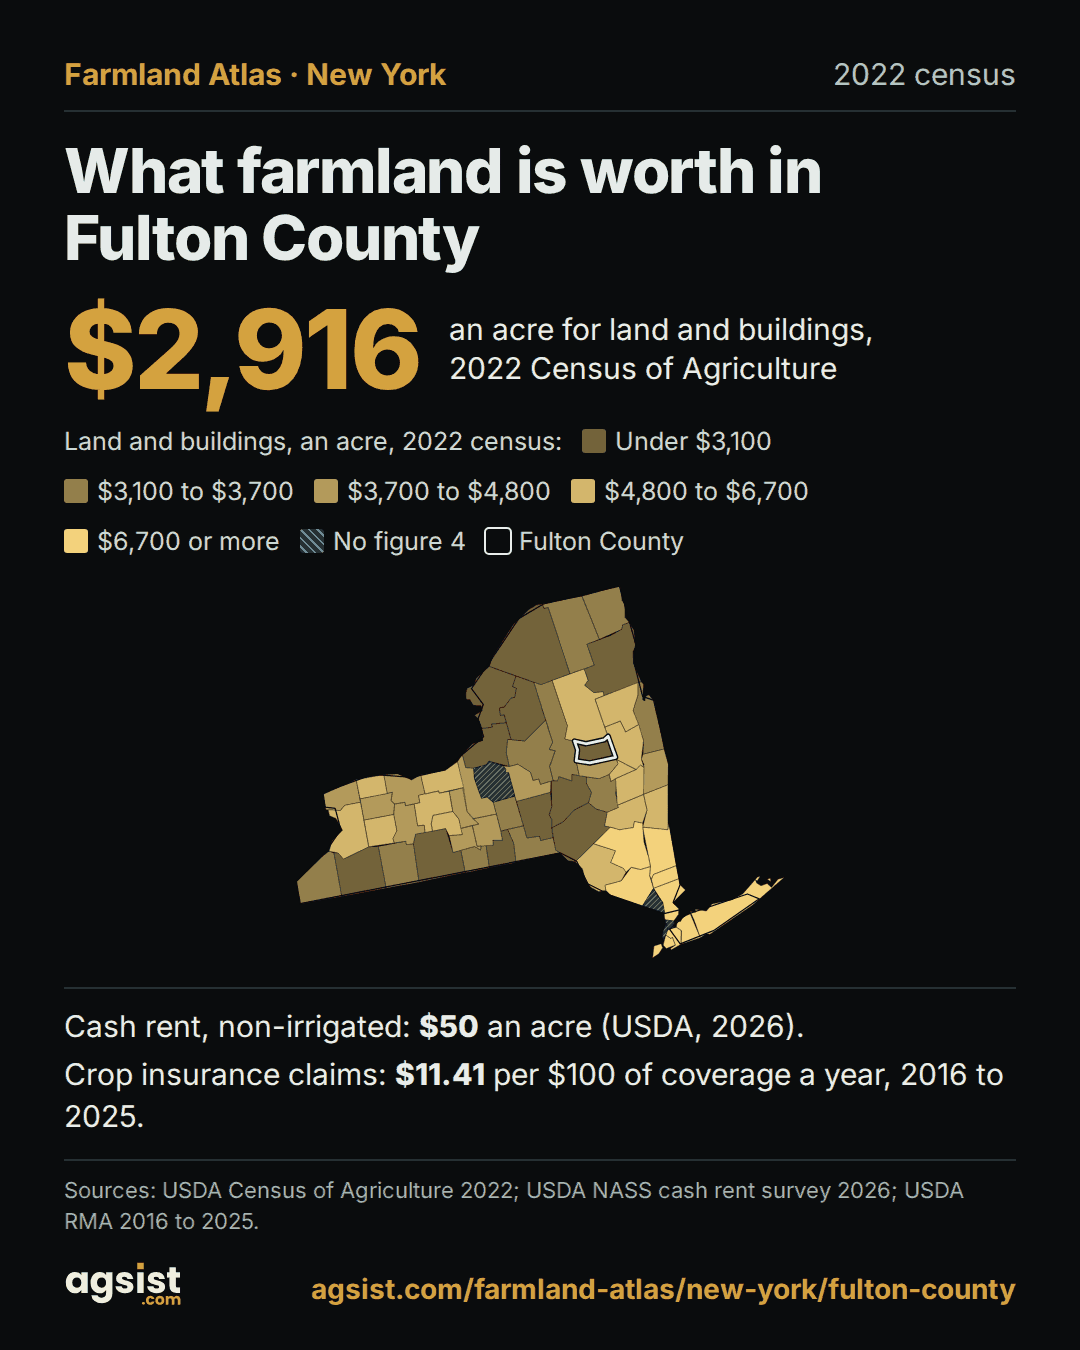 Farmland Atlas · New York
2022 census
What farmland is worth in
Fulton County
$2,916
an acre for land and buildings,
2022 Census of Agriculture
Land and buildings, an acre, 2022 census: Under $3,100
$3,100 to $3,700 $3,700 to $4,800 $4,800 to $6,700
$6,700 or more No figure 4 Fulton County
Cash rent, non-irrigated: $50 an acre (USDA, 2026).
Crop insurance claims: $11.41 per $100 of coverage a year, 2016 to
2025.
Sources: USDA Census of Agriculture 2022; USDA NASS cash rent survey 2026; USDA
RMA 2016 to 2025.
agsist
.com
agsist.com/farmland-atlas/new-york/fulton-county